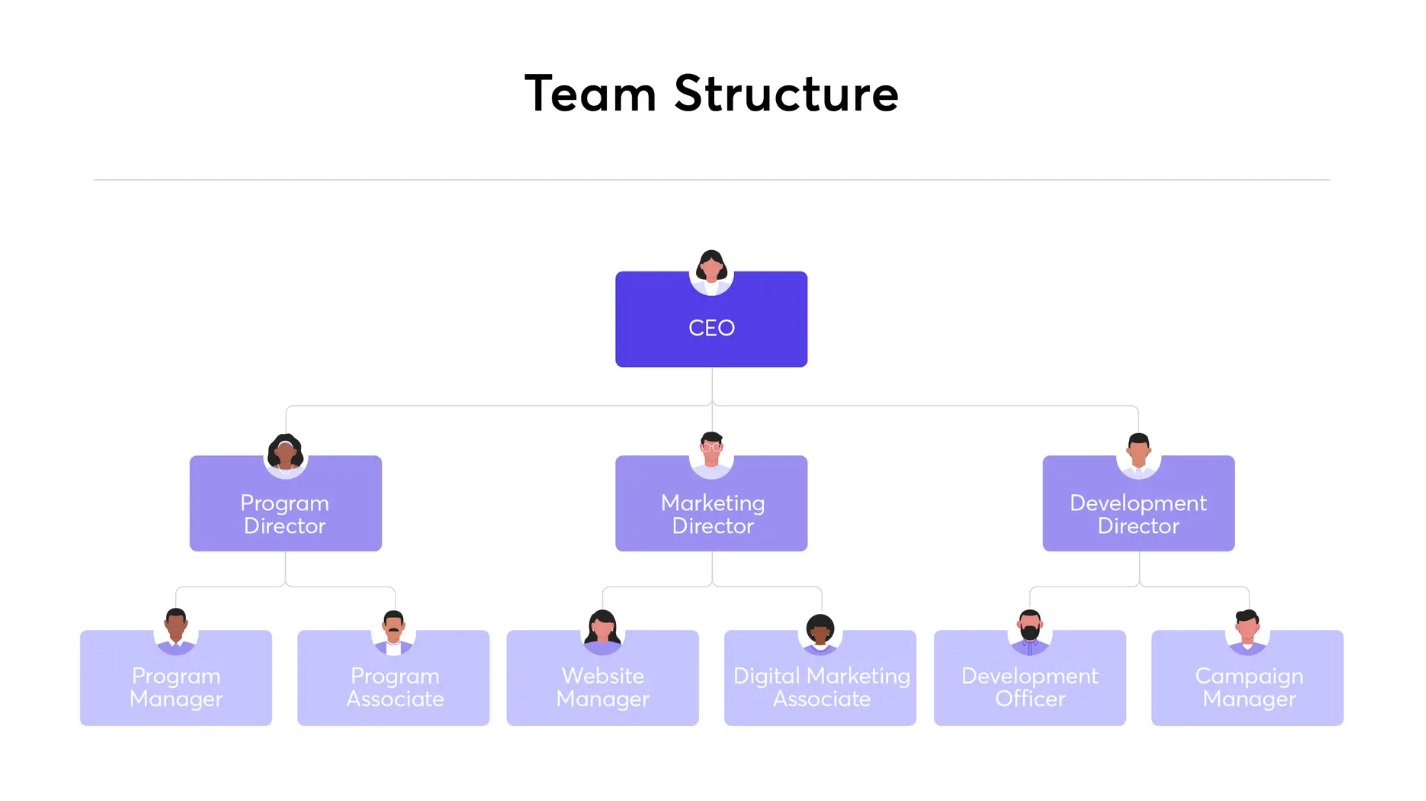 Team Structure
CEO
Program
Director
Marketing
Director
Development
Director
Program
Manager
Program
Associate
Website
Manager
Digital Marketing
Associate
Development
Officer
Campaign
Manager